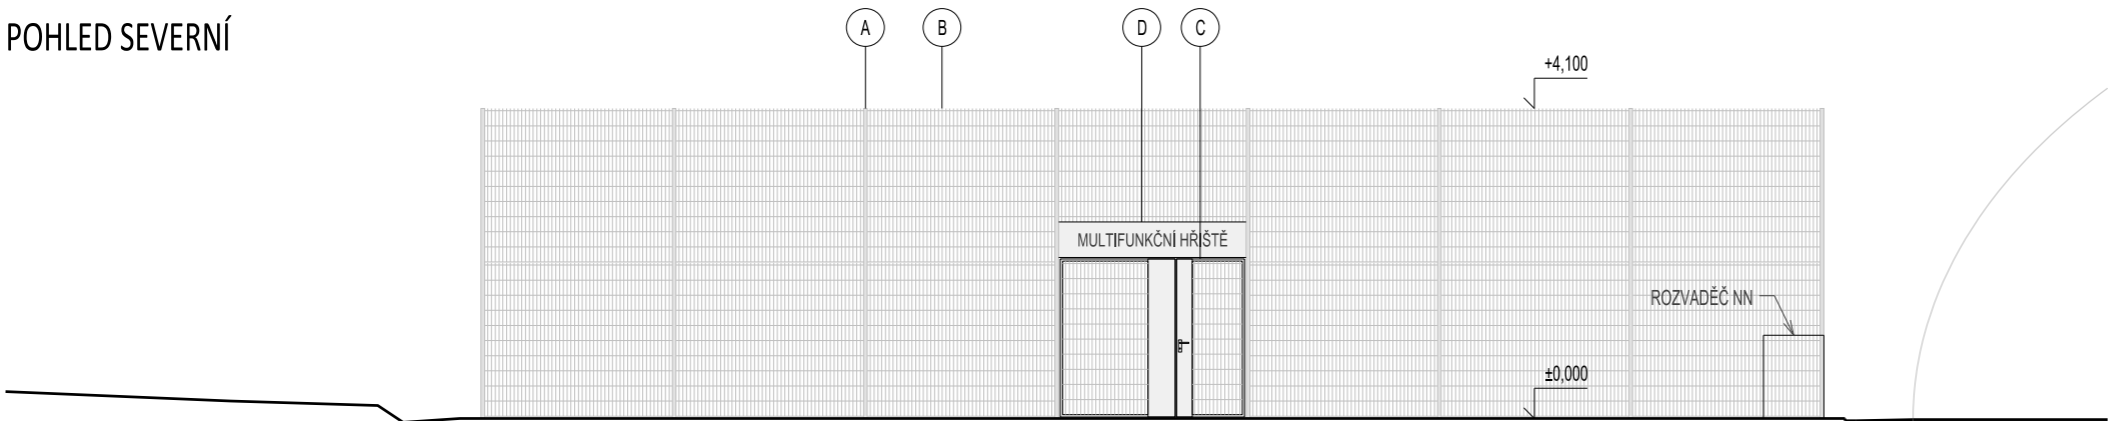 POHLED SEVERNÍ
A
B
D
C
+4,100
MULTIFUNKČNÍ HŘIŠTĚ
ROZVADĚČ NN
±0,000